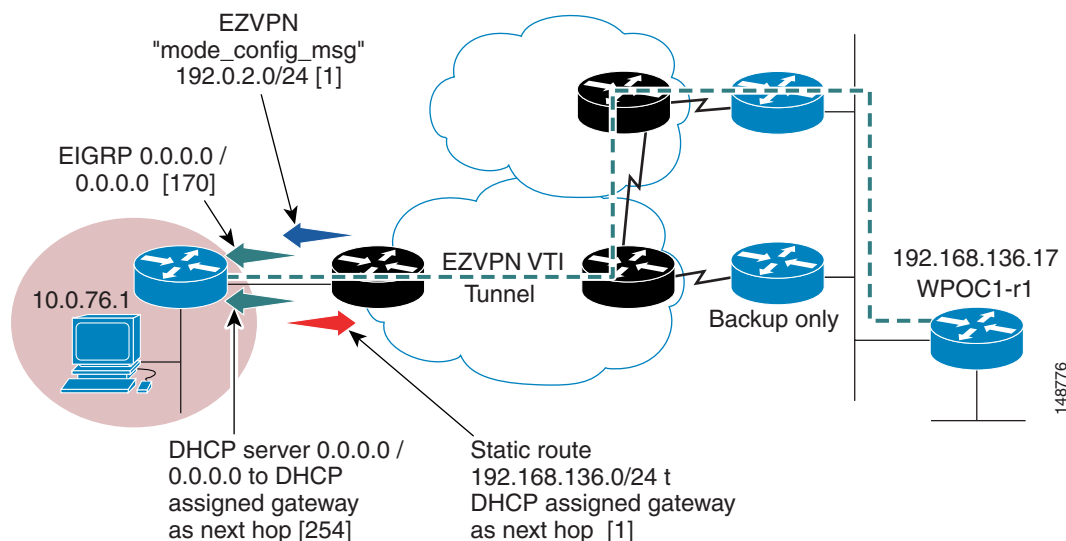 EZVPN
"mode_config_msg"
192.0.2.0/24 [1]
EIGRP 0.0.0.0 /
0.0.0.0  [170]
10.0.76.1
EZVPN VTI
Tunnel
Backup only
192.168.136.17
WPOC1-r1
DHCP server 0.0.0.0 /
0.0.0.0 to DHCP
assigned gateway
as next hop [254]
Static route
192.168.136.0/24 t
DHCP assigned gateway
as next hop  [1]
148776